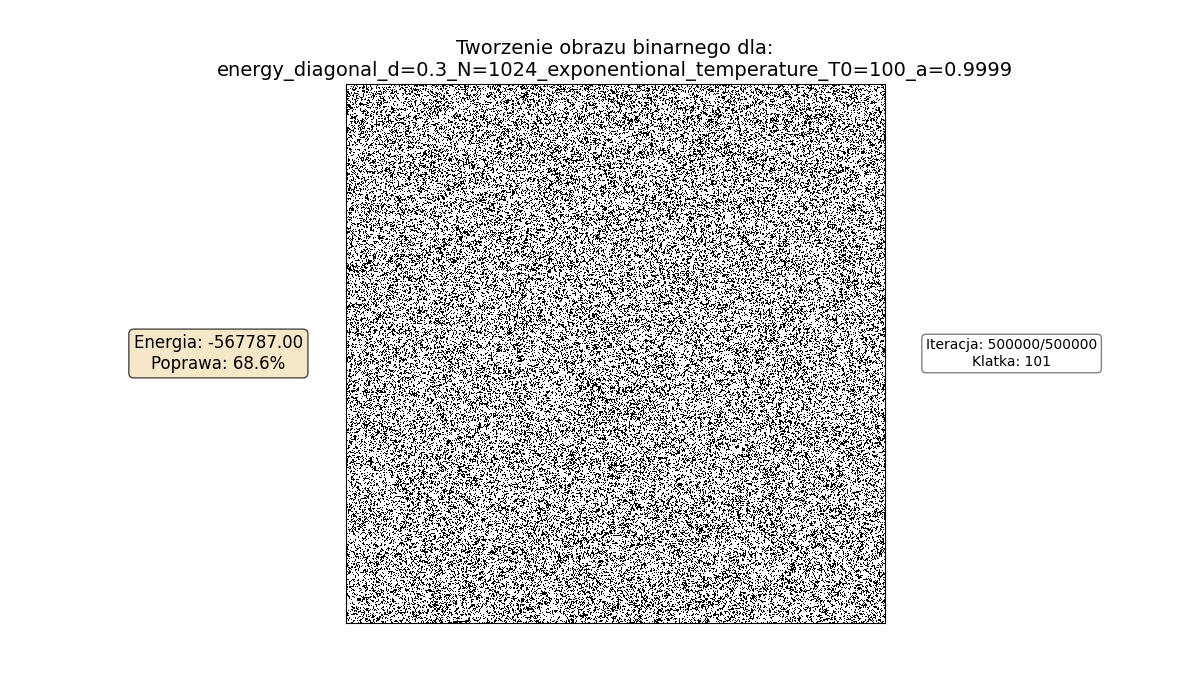 Tworzenie obrazu binarnego dla:
energy_diagonal_d=0.3_N=1024_exponentional_temperature_T0=100_a=0.9999
Energia: -567787.00
Poprawa: 68.6%
Iteracja: 500000/500000
Klatka: 101